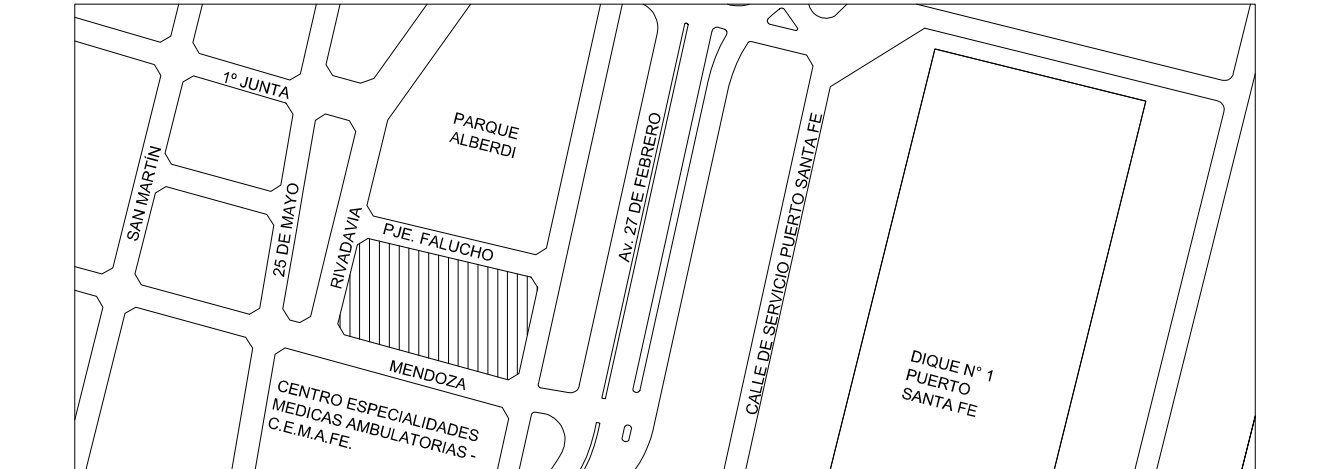 1º JUNTA
PARQUE
ALBERDI
SAN MARTÍN
25 DE MAYO
RIVADAVIA
PJE. FALUCHO
Av. 27 DE FEBRERO
CALLE DE SERVICIO PUERTO SANTA FE
MENDOZA
DIQUE N° 1
PUERTO
SANTA FE
CENTRO ESPECIALIDADES
MEDICAS AMBULATORIAS -
C.E.M.A.FE.